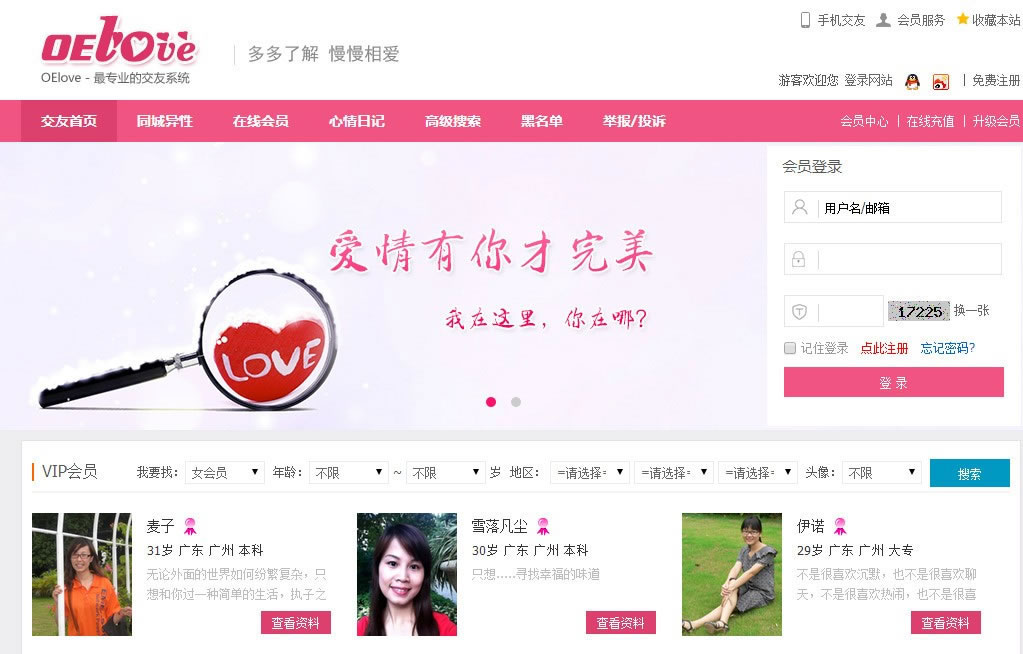 手机交友 会员服务 收藏本站
OElove
多多了解 慢慢相爱
OElove - 最专业的交友系统
游客欢迎您 登录网站 | 免费注册
交友首页 同城异性 在线会员 心情日记 高级搜索 黑名单 举报/投诉 会员中心 | 在线充值 | 升级会员
会员登录
用户名/邮箱
爱情有你才完美
我在这里，你在哪？
LOVE
17225 换一张
记住登录 点此注册 忘记密码?
登 录
VIP会员 我要找： 女会员 年龄： 不限 ~ 不限 岁 地区： =请选择= =请选择= =请选择= 头像： 不限 搜索
麦子
31岁 广东 广州 本科
无论外面的世界如何纷繁复杂，只
想和你过一种简单的生活，执子之
查看资料
雪落凡尘
30岁 广东 广州 本科
只想.....寻找幸福的味道
查看资料
伊诺
29岁 广东 广州 大专
不是很喜欢沉默，也不是很喜欢聊
天，不是很喜欢热闹，也不是很喜
查看资料